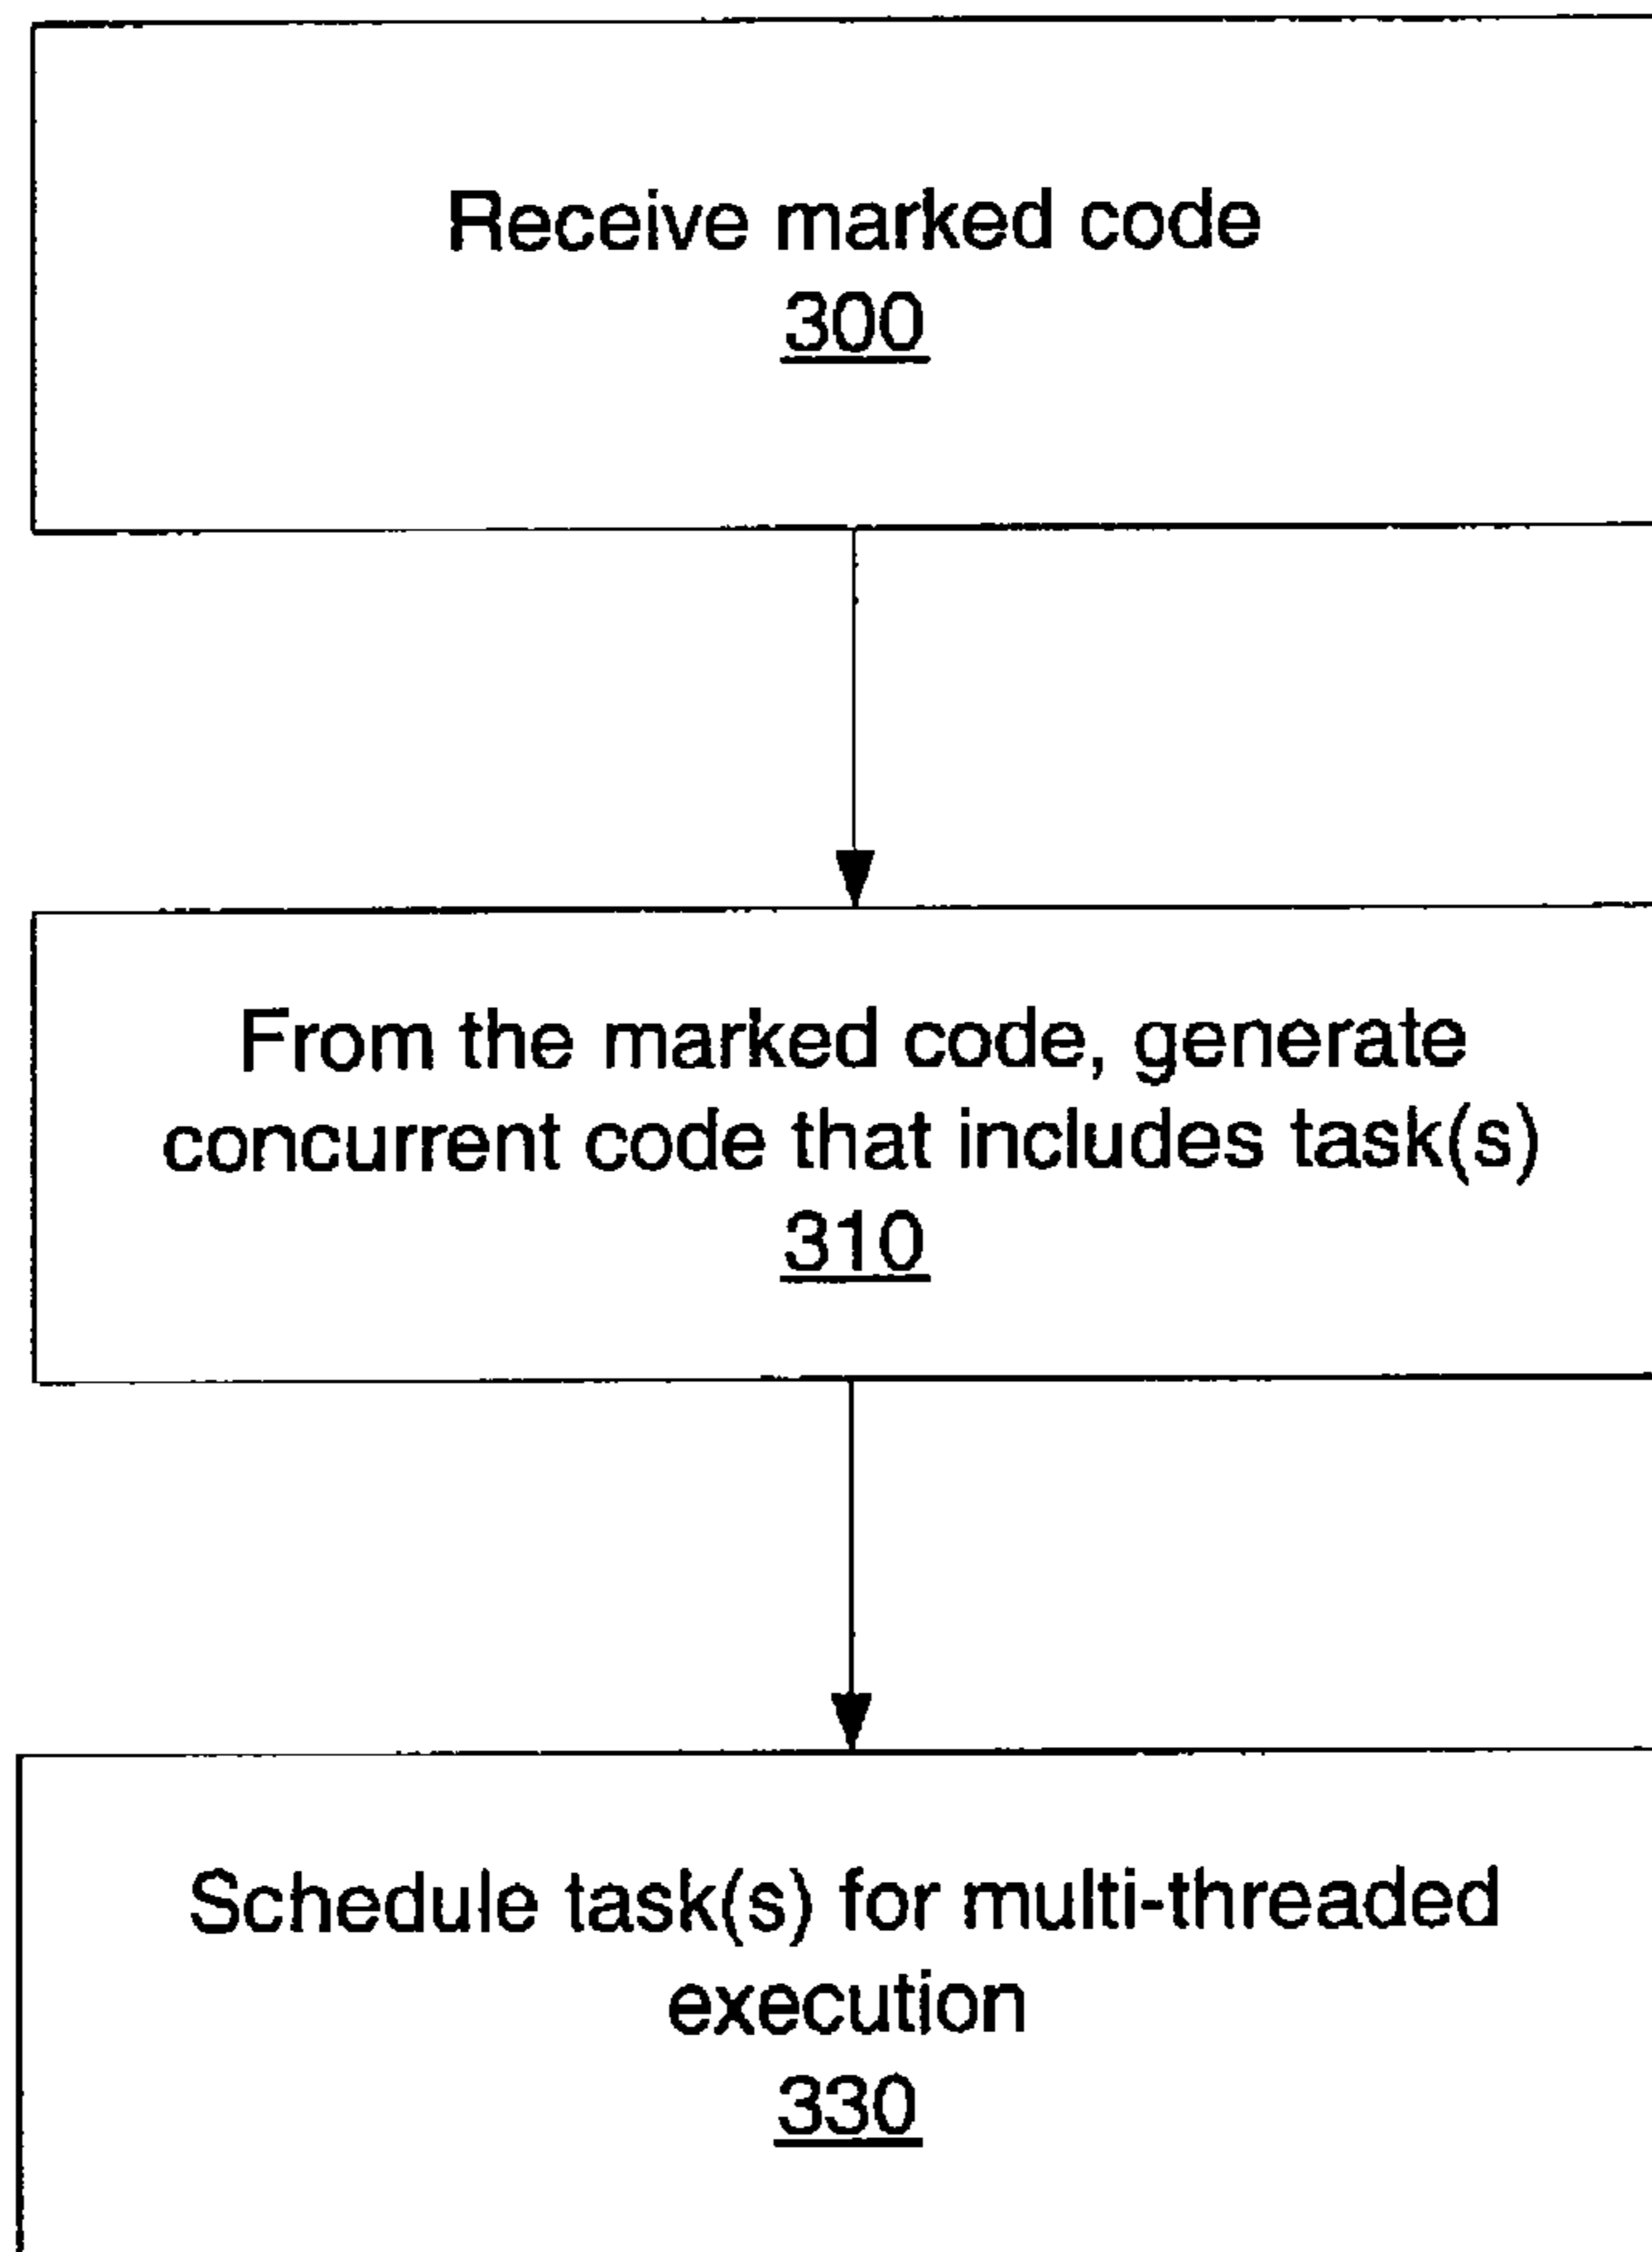 Receive marked code
300
From the marked code, generate
concurrent code that includes task(s)
310
Schedule task(s) for multi-threaded
execution
330